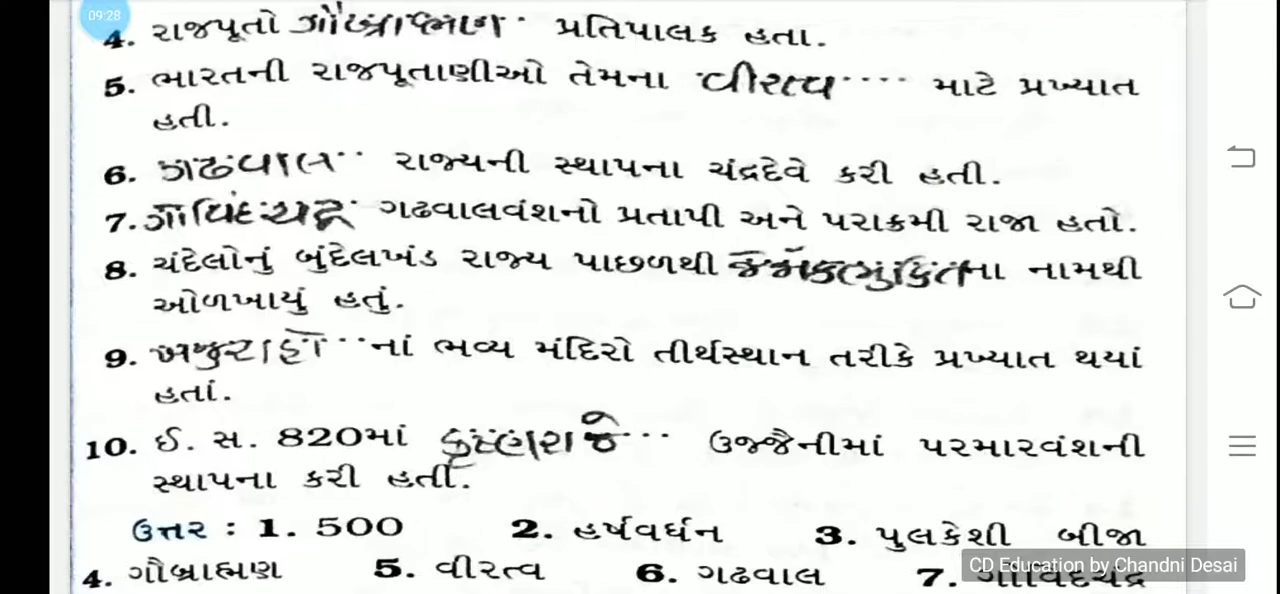 09:28
4. રાજપૂતો ગૌબ્રાહ્મણ પ્રતિપાલક હતા.
5. ભારતની રાજપૂતાણીઓ તેમના વીરત્વ.... માટે પ્રખ્યાત
હતી.
6. ગઢવાલ.. રાજ્યની સ્થાપના ચંદ્રદેવે કરી હતી.
7. ગોવિંદચંદ્ર ગઢવાલવંશનો પ્રતાપી અને પરાક્રમી રાજા હતો.
8. ચંદેલોનું બુંદેલખંડ રાજ્ય પાછળથી ના નામથી
ઓળખાયું હતું.
9. ખજુરાહો...નાં ભવ્ય મંદિરો તીર્થસ્થાન તરીકે પ્રખ્યાત થયાં
હતાં.
10. ઈ. સ. 820માં કૃષ્ણરાજે... ઉજ્જૈનીમાં પરમારવંશની
સ્થાપના કરી હતી.
ઉત્તર : 1. 500 2. હર્ષવર્ધન 3. પુલકેશી બીજા
4. ગૌબ્રાહ્મણ 5. વીરત્વ 6. ગઢવાલ 7. ગોવિંદચંદ્ર
CD Education by Chandni Desai